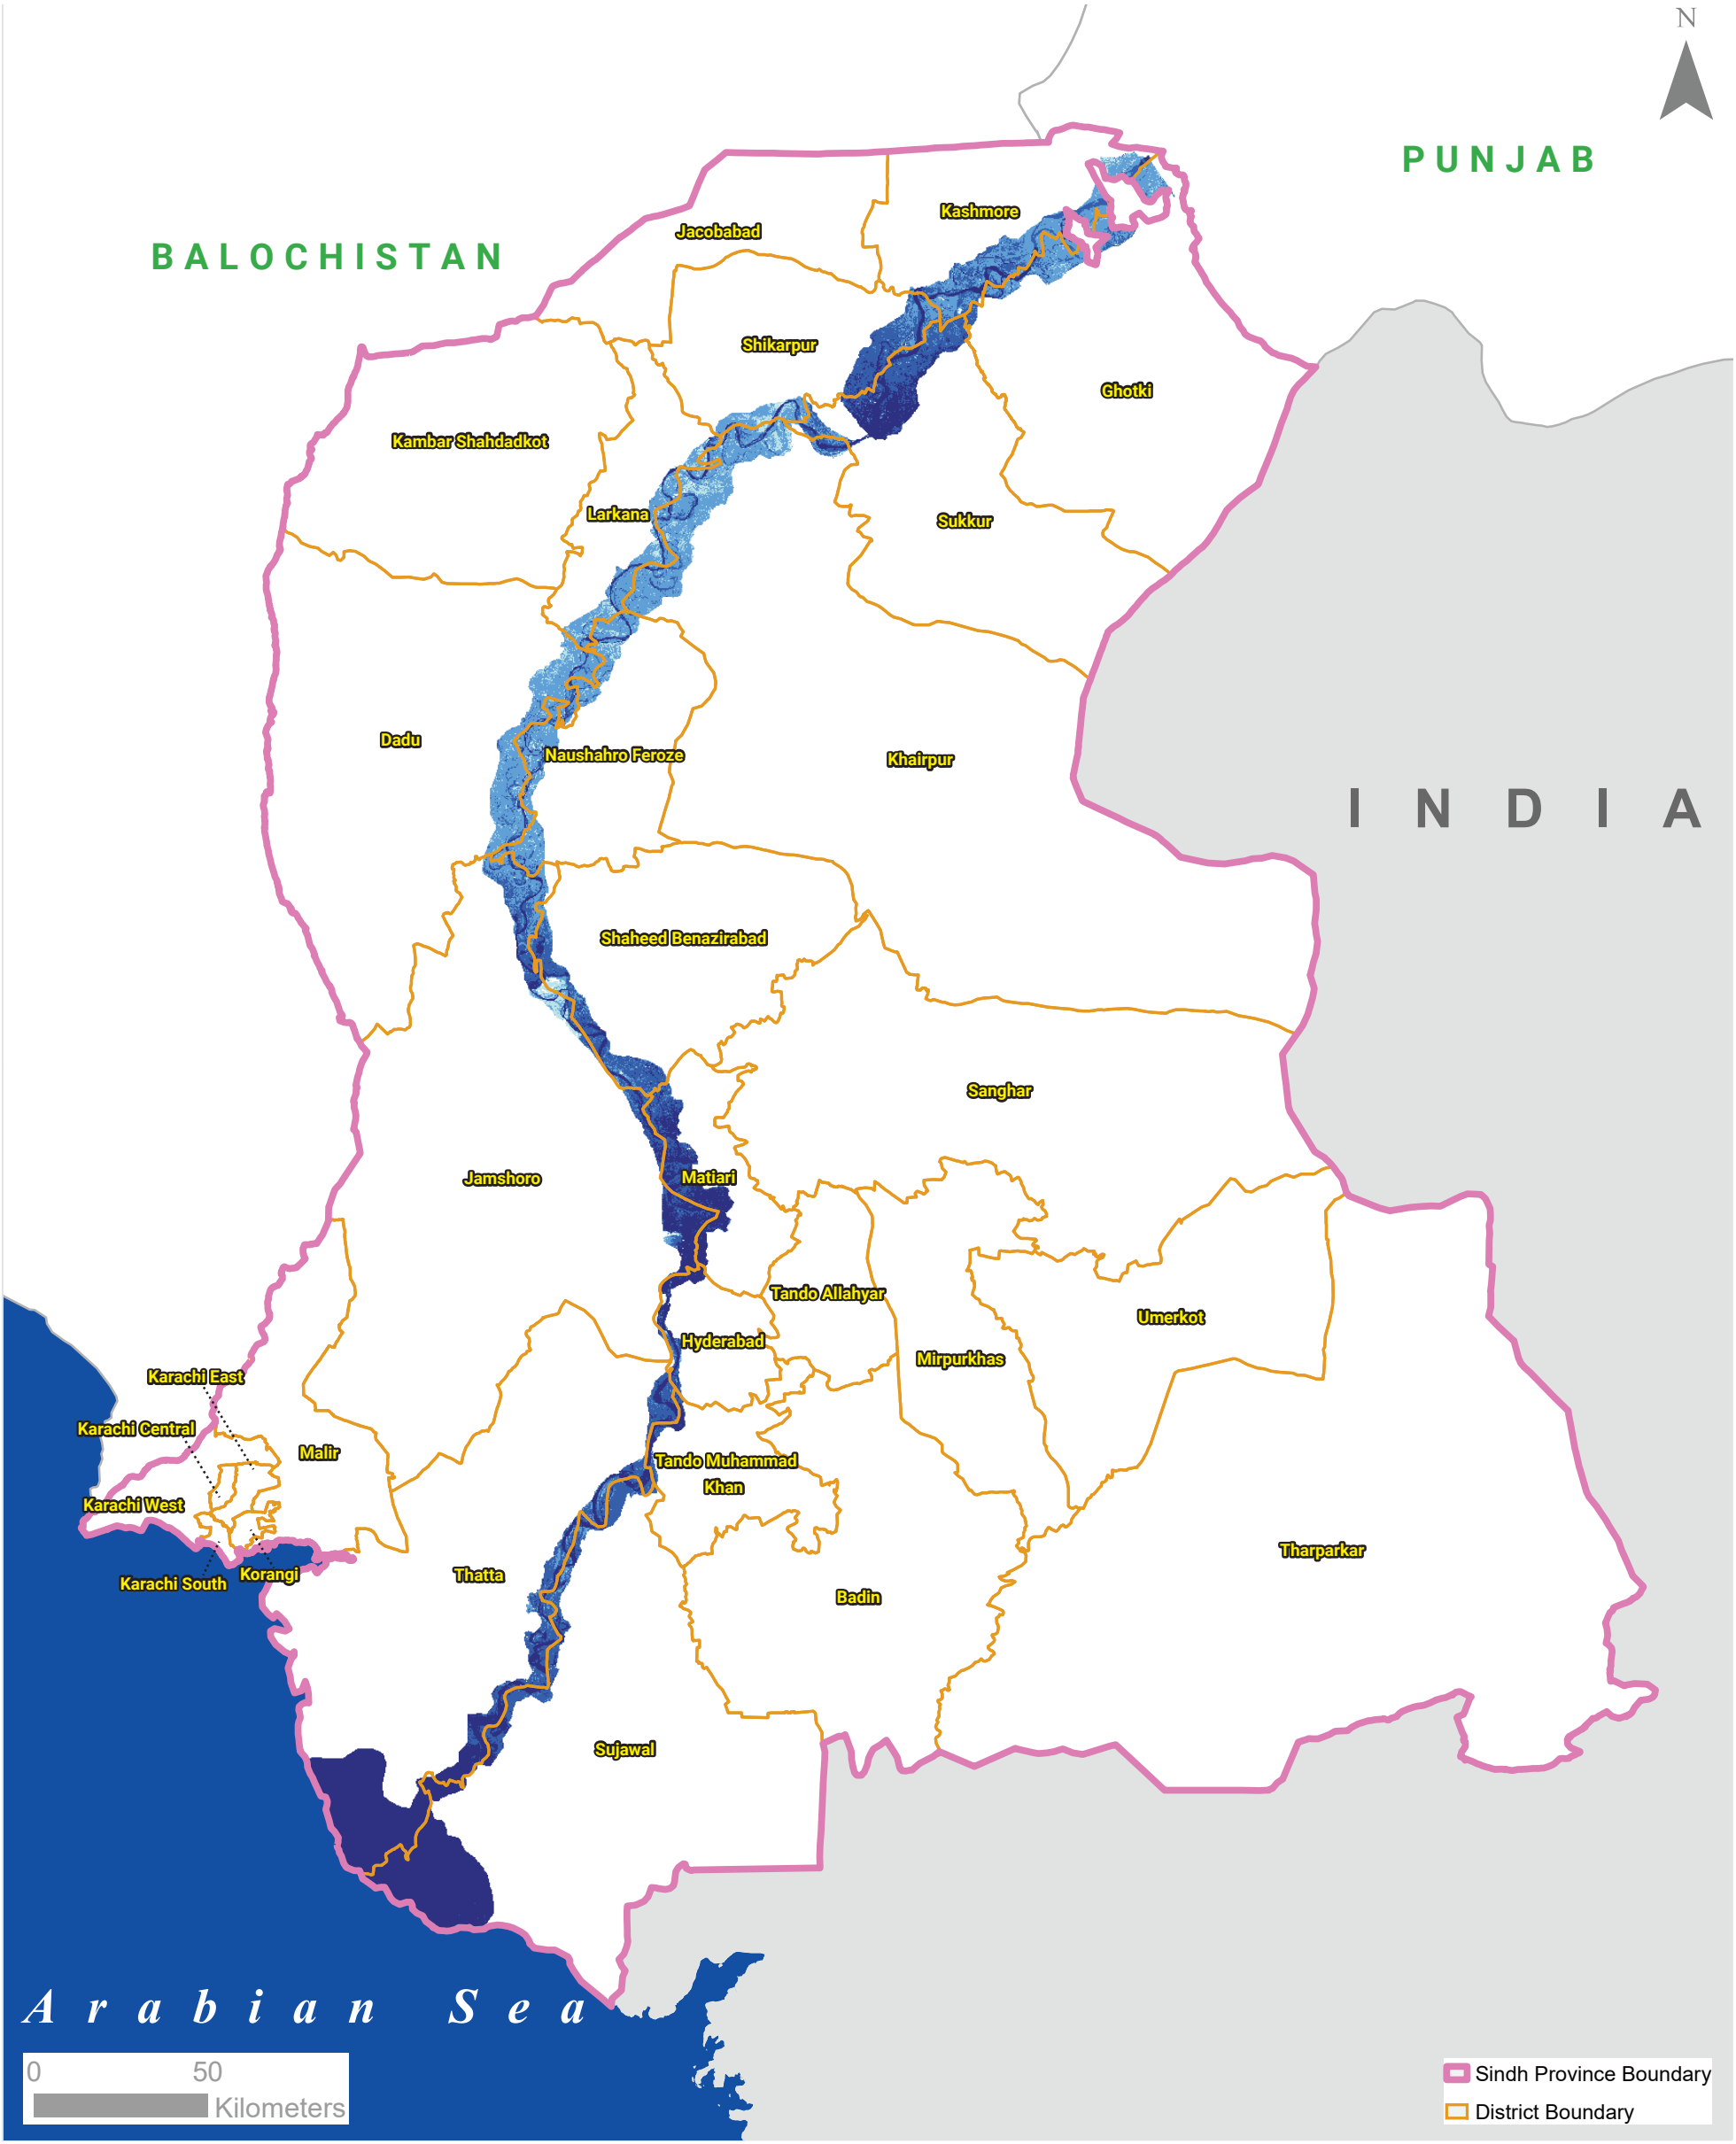 N
PUNJAB
BALOCHISTAN
Kashmore
Jacobabad
Shikarpur
Ghotki
Kambar Shahdadkot
Larkana
Sukkur
Dadu
Naushahro Feroze
Khairpur
INDIA
Shaheed Benazirabad
Sanghar
Jamshoro
Matiari
Tando Allahyar
Umerkot
Hyderabad
Mirpurkhas
Karachi East
Karachi Central
Malir
Tando Muhammad
Khan
Karachi West
Tharparkar
Thatta
Korangi
Karachi South
Badin
Sujawal
Arabian Sea
0 50
Kilometers
Sindh Province Boundary
District Boundary